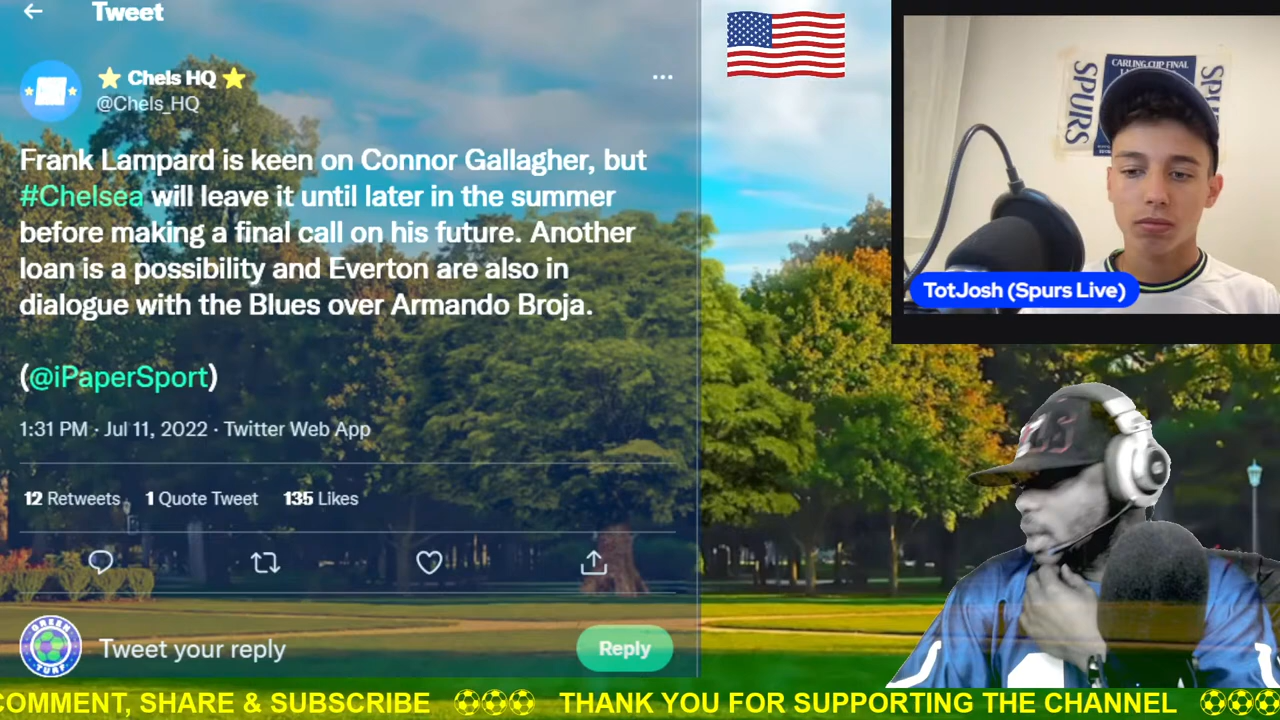 Tweet
Chels HQ
@Chels_HQ
Frank Lampard is keen on Connor Gallagher, but
#Chelsea will leave it until later in the summer
before making a final call on his future. Another
loan is a possibility and Everton are also in
dialogue with the Blues over Armando Broja.
(@iPaperSport)
1:31 PM · Jul 11, 2022 · Twitter Web App
12 Retweets 1 Quote Tweet 135 Likes
GREEN
TURF
Tweet your reply
Reply
CARLING CUP FINAL
SPURS
TotJosh (Spurs Live)
COMMENT, SHARE & SUBSCRIBE THANK YOU FOR SUPPORTING THE CHANNEL